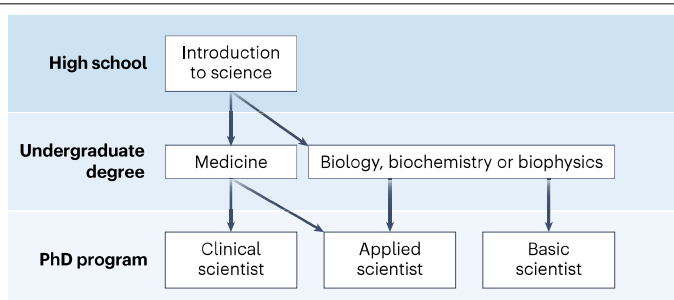 High school
Introduction
to science
Undergraduate
degree
Medicine
Biology, biochemistry or biophysics
PhD program
Clinical
scientist
Applied
scientist
Basic
scientist